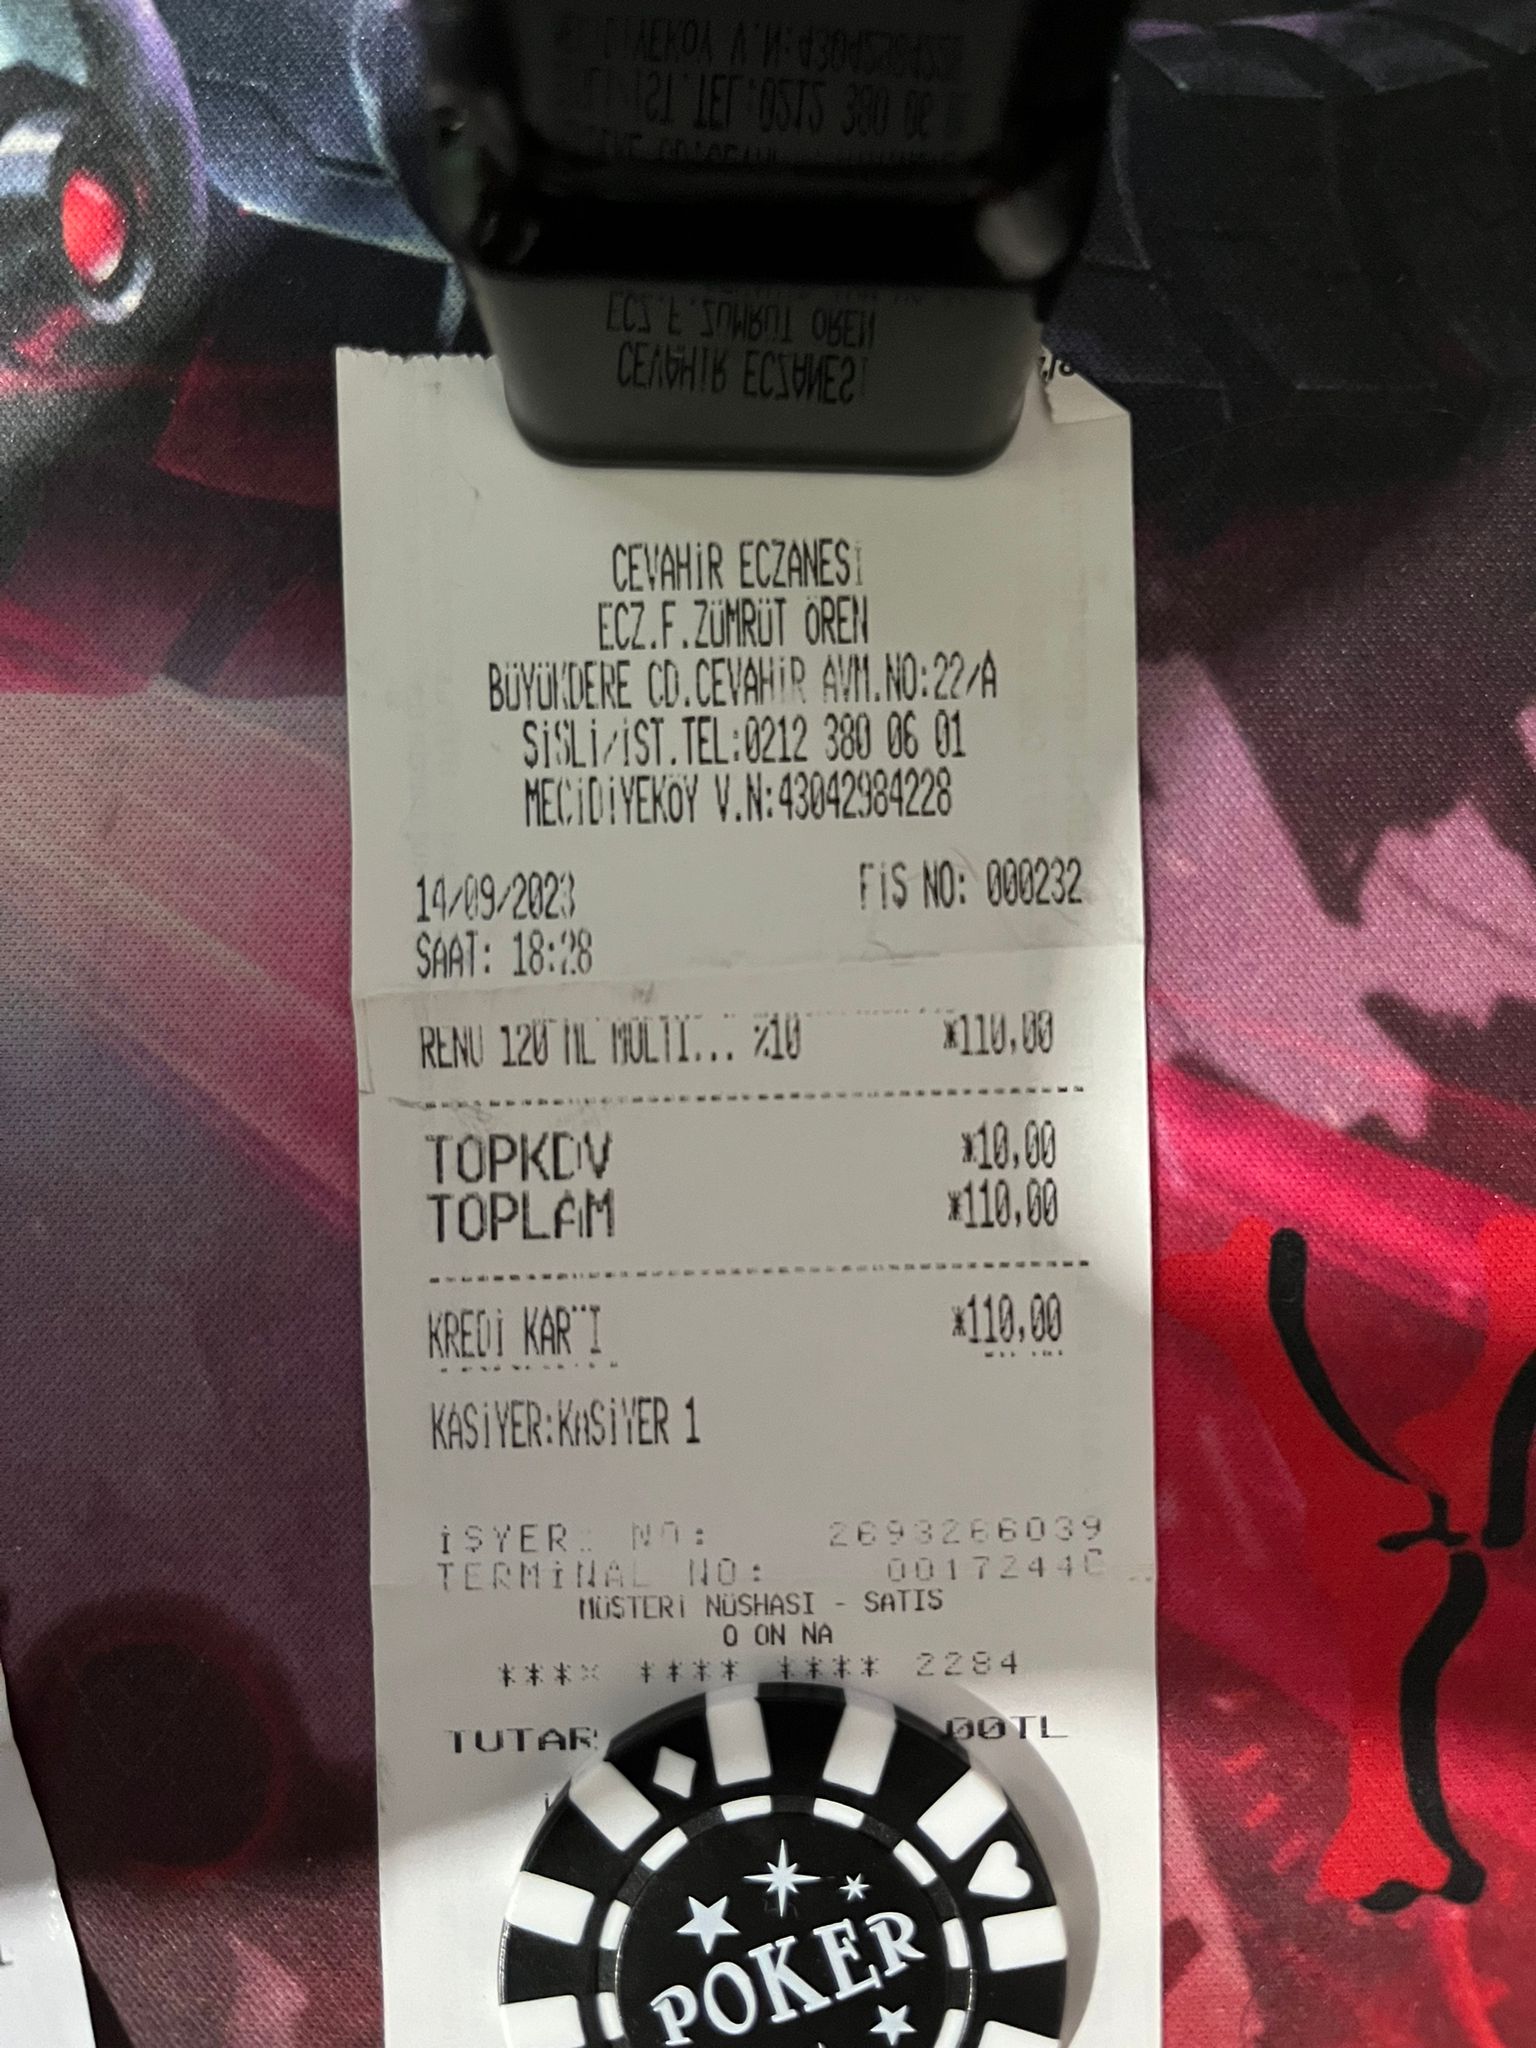 CEVAHİR ECZANESİ
ECZ.F.ZÜMRÜT ÖREN
BÜYÜKDERE CD.CEVAHİR AVM.NO:22/A
ŞİŞLİ/İST.TEL:0212 380 06 01
MECİDİYEKÖY V.N:43042984228
14/09/2023 FİŞ NO: 000232
SAAT: 18:28
RENU 120 ML MULTI... %10 *110,00
TOPKDV *10,00
TOPLAM *110,00
KREDİ KARTI *110,00
KASİYER:KASİYER 1
İŞYERİ NO: 2693266039
TERMİNAL NO:
MÜŞTERİ NÜSHASI - SATIŞ
O ON NA
**** **** **** 2284
TUTAR 00TL
POKER